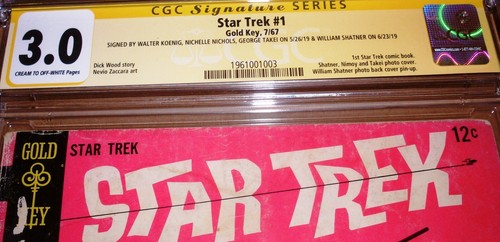 CGC Signature SERIES
3.0
CREAM TO OFF-WHITE Pages
Star Trek #1
Gold Key, 7/67
SIGNED BY WALTER KOENIG, NICHELLE NICHOLS, GEORGE TAKEI ON 5/26/19 & WILLIAM SHATNER ON 6/23/19
Dick Wood story
Nevio Zaccara art
1961001003
1st Star Trek comic book.
Shatner, Nimoy and Takei photo cover.
William Shatner photo back cover pin-up.
CGC
GOLD
KEY
STAR TREK
12¢
STAR TREK